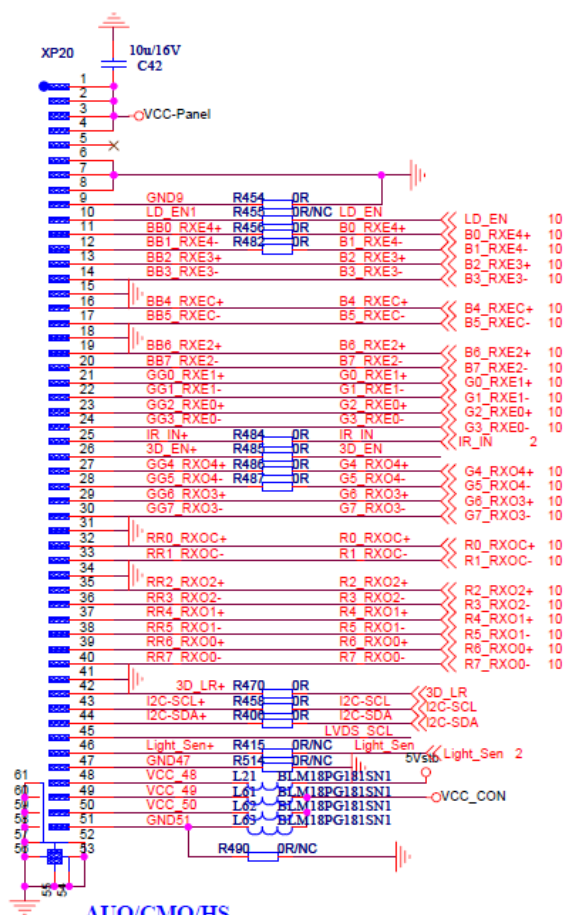 10u/16V
XP20
C42
1
2
3 VCC-Panel
4
5
6
7
8
9 GND9 R454 0R
10 LD_EN1 R455 0R/NC LD_EN LD_EN 10
11 BB0_RXE4+ R456 0R B0_RXE4+ B0_RXE4+ 10
12 BB1_RXE4- R482 0R B1_RXE4- B1_RXE4- 10
13 BB2_RXE3+ B2_RXE3+ B2_RXE3+ 10
14 BB3_RXE3- B3_RXE3- B3_RXE3- 10
15
16 BB4_RXEC+ B4_RXEC+ B4_RXEC+ 10
17 BB5_RXEC- B5_RXEC- B5_RXEC- 10
18
19 BB6_RXE2+ B6_RXE2+ B6_RXE2+ 10
20 BB7_RXE2- B7_RXE2- B7_RXE2- 10
21 GG0_RXE1+ G0_RXE1+ G0_RXE1+ 10
22 GG1_RXE1- G1_RXE1- G1_RXE1- 10
23 GG2_RXE0+ G2_RXE0+ G2_RXE0+ 10
24 GG3_RXE0- G3_RXE0- G3_RXE0- 10
25 IR_IN+ R484 0R IR_IN IR_IN 2
26 3D_EN+ R485 0R 3D_EN
27 GG4_RXO4+ R486 0R G4_RXO4+ G4_RXO4+ 10
28 GG5_RXO4- R487 0R G5_RXO4- G5_RXO4- 10
29 GG6_RXO3+ G6_RXO3+ G6_RXO3+ 10
30 GG7_RXO3- G7_RXO3- G7_RXO3- 10
31
32 RR0_RXOC+ R0_RXOC+ R0_RXOC+ 10
33 RR1_RXOC- R1_RXOC- R1_RXOC- 10
34
35 RR2_RXO2+ R2_RXO2+ R2_RXO2+ 10
36 RR3_RXO2- R3_RXO2- R3_RXO2- 10
37 RR4_RXO1+ R4_RXO1+ R4_RXO1+ 10
38 RR5_RXO1- R5_RXO1- R5_RXO1- 10
39 RR6_RXO0+ R6_RXO0+ R6_RXO0+ 10
40 RR7_RXO0- R7_RXO0- R7_RXO0- 10
41
42 3D_LR+ R470 0R 3D_LR
43 I2C-SCL+ R458 0R I2C-SCL I2C-SCL
44 I2C-SDA+ R406 0R I2C-SDA I2C-SDA
45 LVDS_SCL
46 Light_Sen+ R415 0R/NC Light_Sen Light_Sen 2
47 GND47 R514 0R/NC 5Vstb
61 48 VCC_48 L21 BLM18PG181SN1
60 49 VCC_49 L61 BLM18PG181SN1 VCC_CON
59 50 VCC_50 L62 BLM18PG181SN1
58 51 GND51 L63 BLM18PG181SN1
57 52
56 53 R490 0R/NC
55 54
AUO/CMO/HS